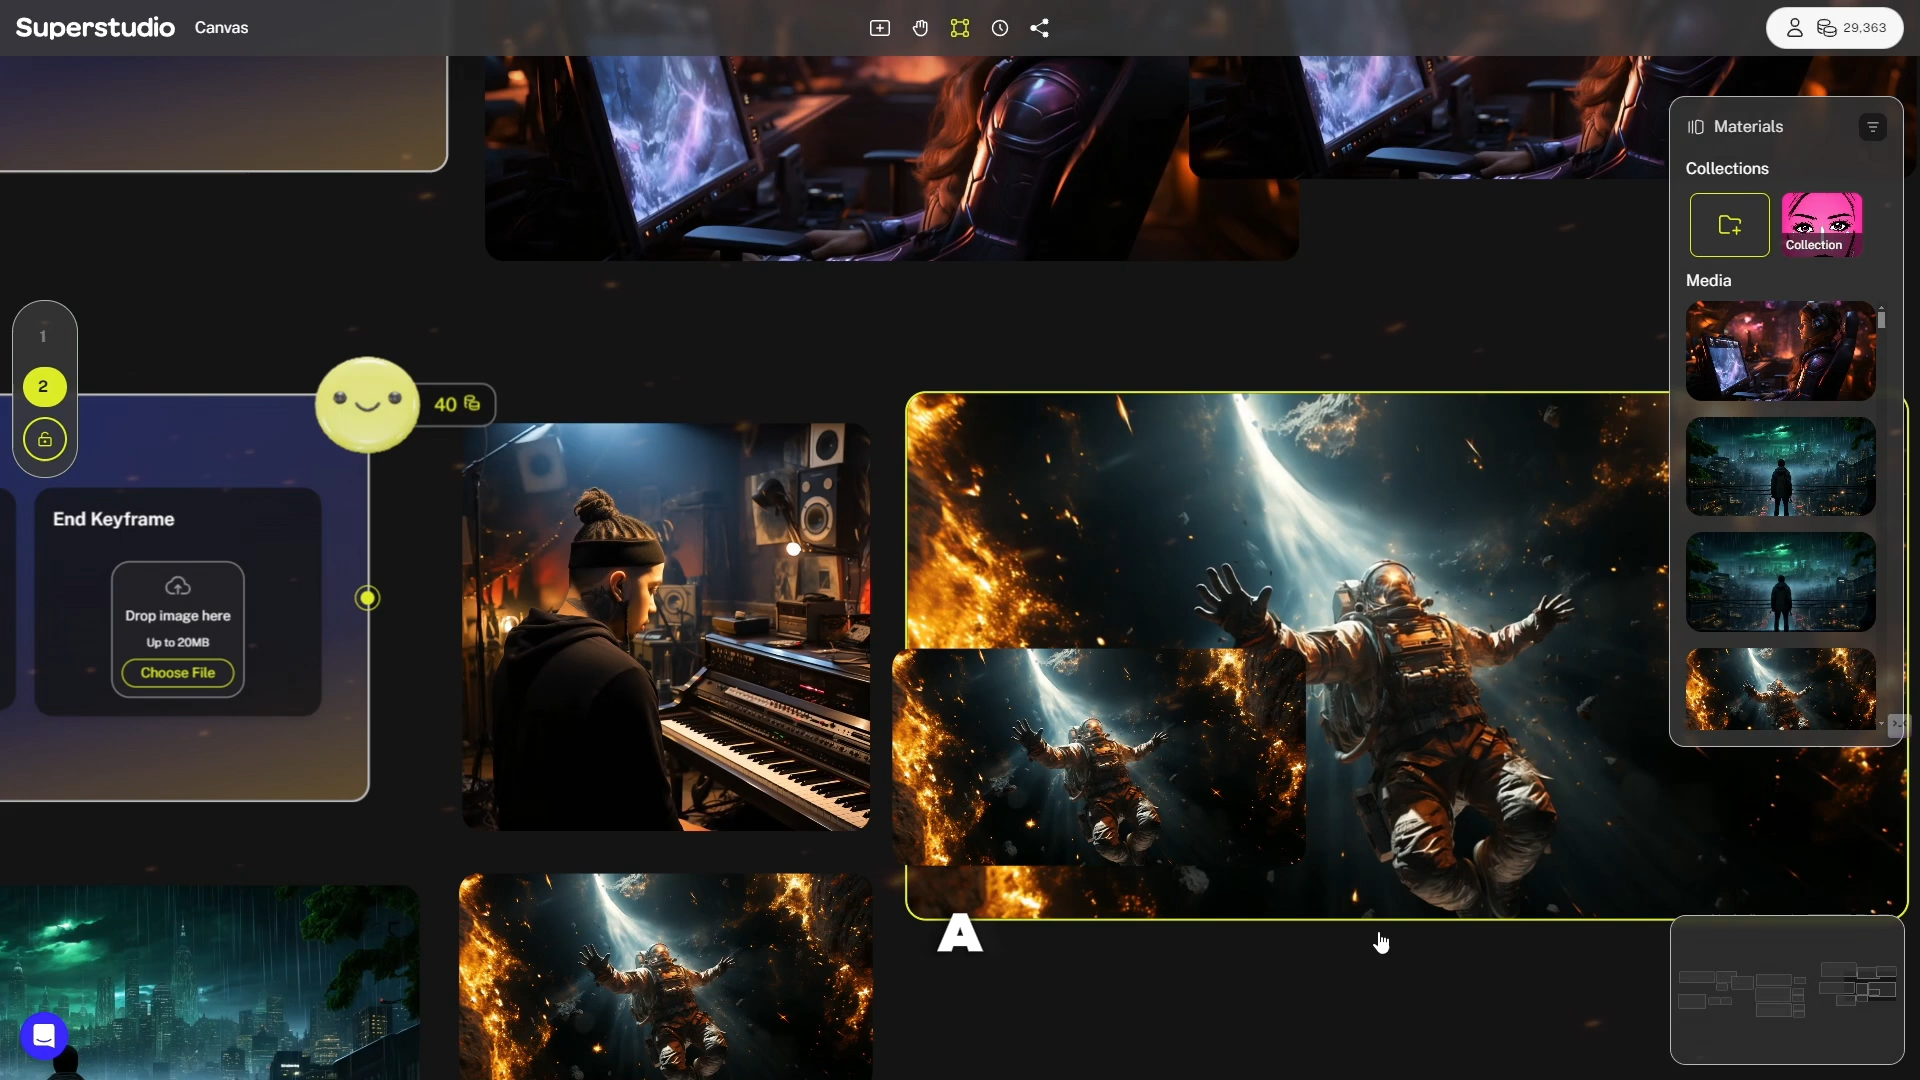 Superstudio
Canvas
29,363
Materials
Collections
Collection
Media
1
2
40
End Keyframe
Drop image here
Up to 20MB
Choose File
A